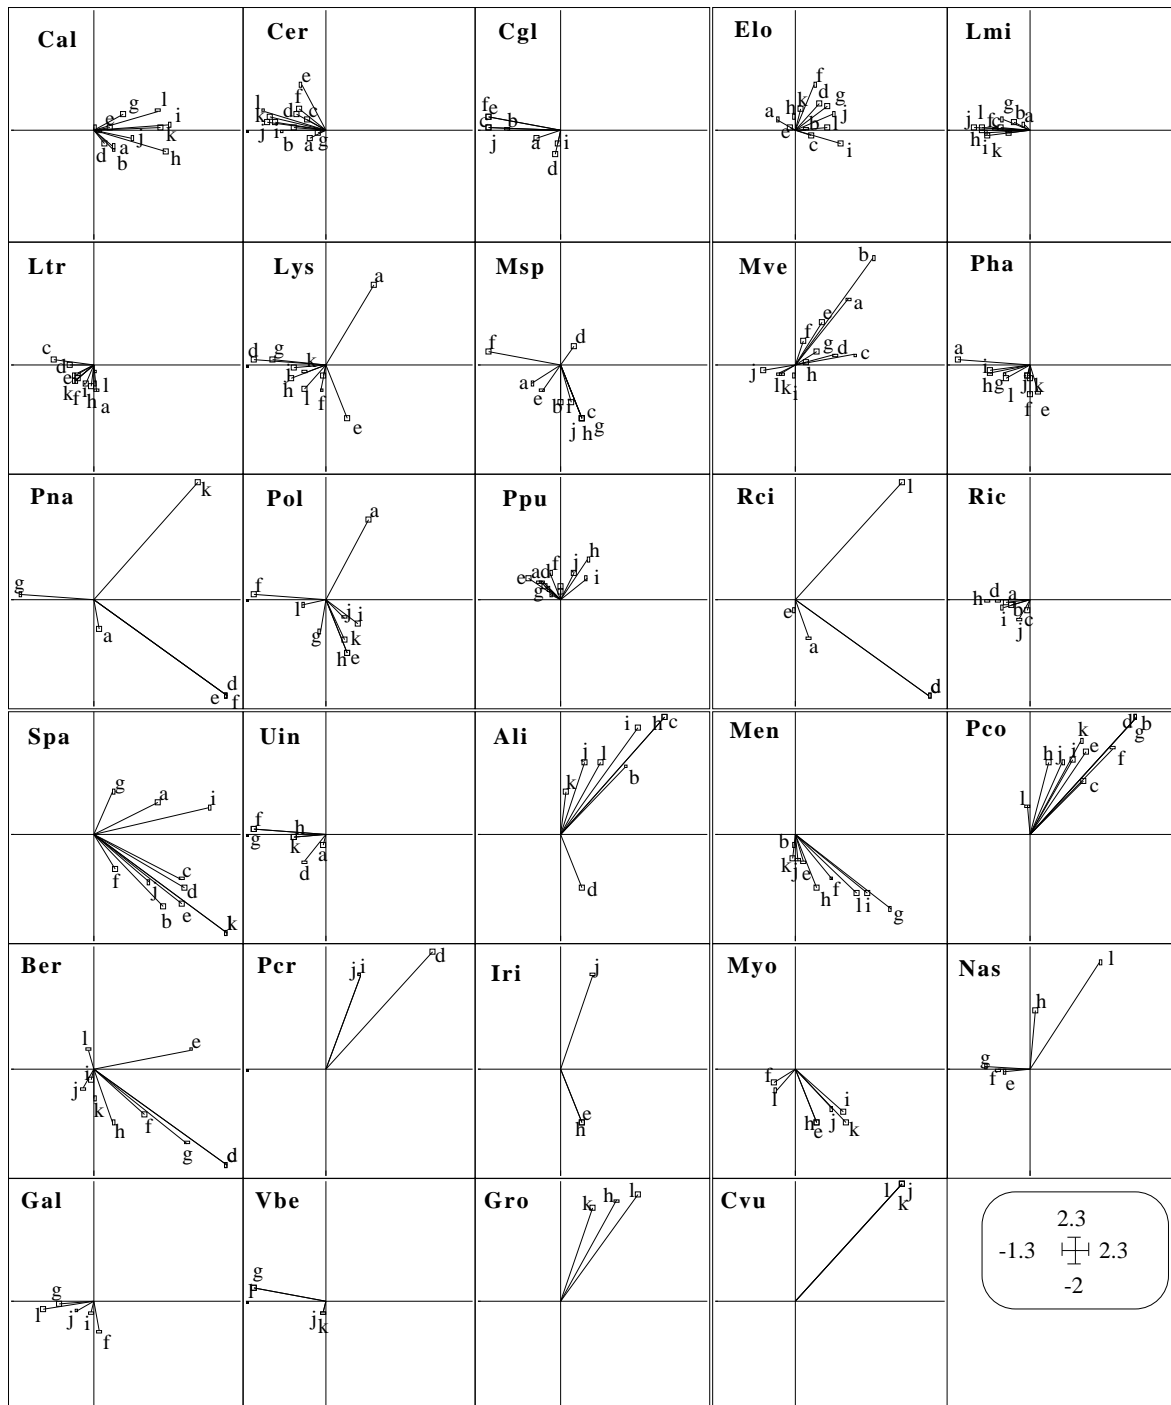 Cal
g
l
e
i
j
k
a
d
b
h
Cer
e
f
l
d
c
k
j
i
b
a
g
Cgl
f
e
c
b
j
a
i
d
Elo
f
h
k
d
g
a
j
e
b
l
c
i
Lmi
l
f
c
b
a
j
h
i
k
Ltr
c
d
e
k
f
i
l
h
a
Lys
a
d
g
k
i
h
l
f
e
Msp
d
f
a
e
b
i
c
j
h
g
Mve
b
a
e
f
g
d
c
j
l
k
i
h
Pha
a
i
h
g
l
j
k
f
e
Pna
k
g
a
d
e
f
Pol
a
f
l
g
j
i
k
h
e
Ppu
h
f
j
e
a
d
i
g
Rci
l
e
a
d
Ric
h
d
a
i
b
c
j
Spa
g
a
i
f
c
j
d
b
e
k
Uin
f
h
g
k
a
d
Ali
i
h
c
j
l
b
k
d
Men
b
k
j
e
f
h
l
i
g
Pco
d
b
g
k
h
j
i
e
f
c
l
Ber
l
e
i
j
k
h
f
g
d
Pcr
d
j
i
Iri
j
e
h
Myo
f
l
i
j
h
e
k
Nas
l
h
g
f
e
Gal
g
l
j
i
f
Vbe
g
l
j
k
Gro
l
h
k
Cvu
l
j
k
2.3
-1.3
2.3
-2